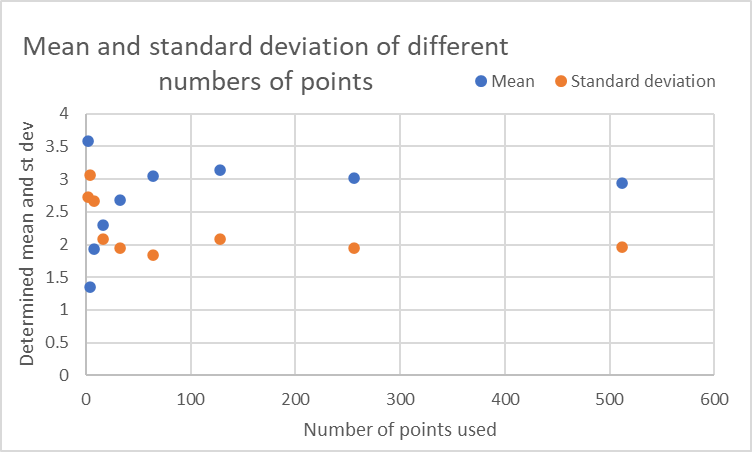 Mean and standard deviation of different
numbers of points
Mean
Standard deviation
Determined mean and st dev
4
3.5
3
2.5
2
1.5
1
0.5
0
0 100 200 300 400 500 600
Number of points used